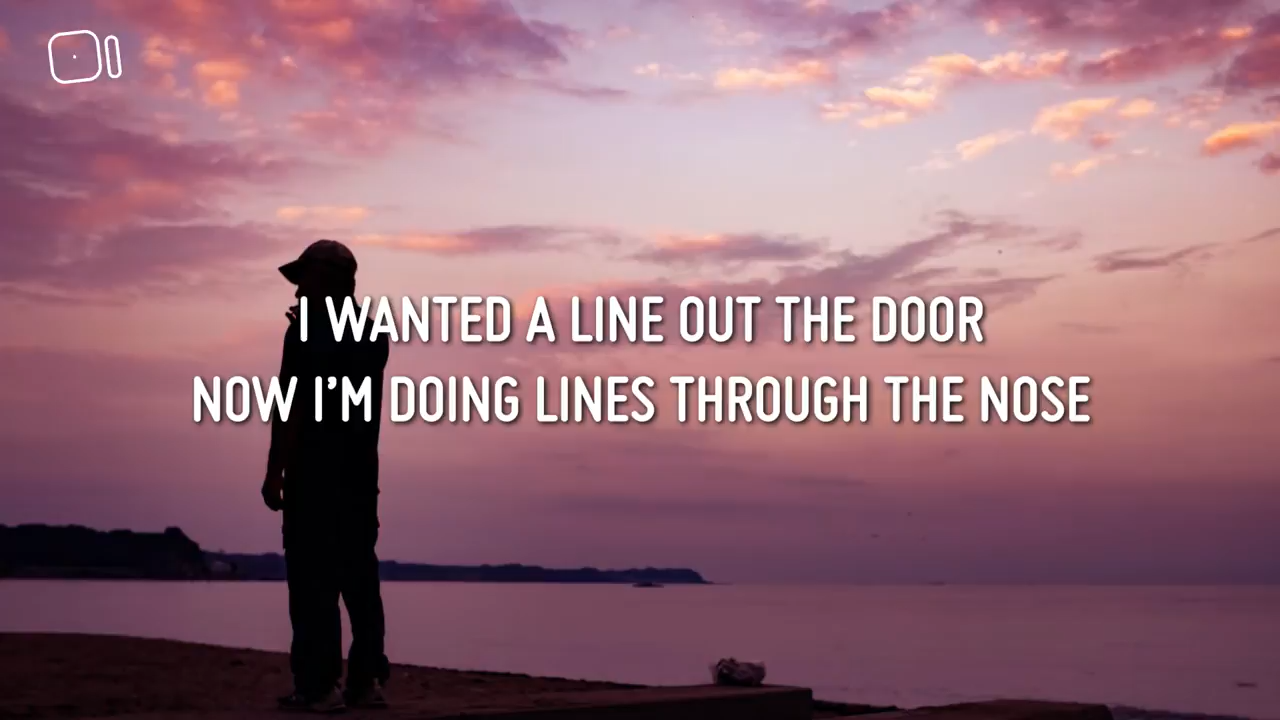 I WANTED A LINE OUT THE DOOR
NOW I’M DOING LINES THROUGH THE NOSE